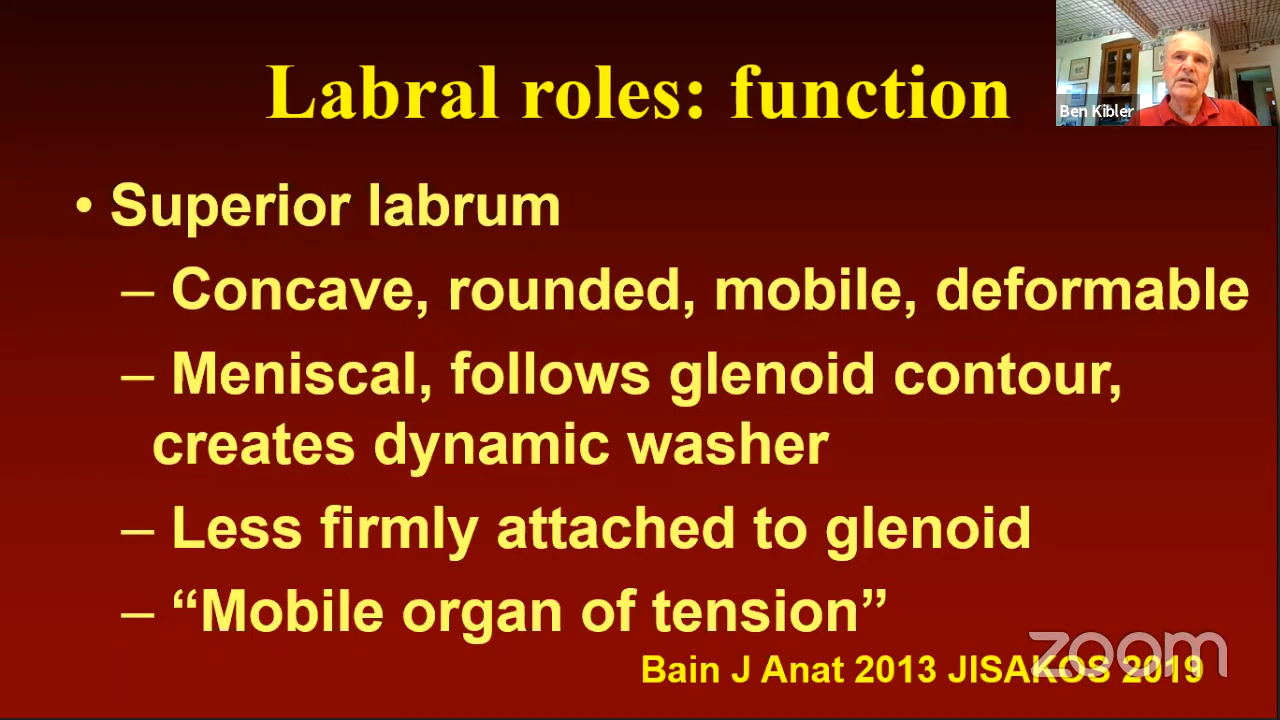 Labral roles: function
Ben Kibler
• Superior labrum
– Concave, rounded, mobile, deformable
– Meniscal, follows glenoid contour,
creates dynamic washer
– Less firmly attached to glenoid
– “Mobile organ of tension”
zoom
Bain J Anat 2013 JISAKOS 2019